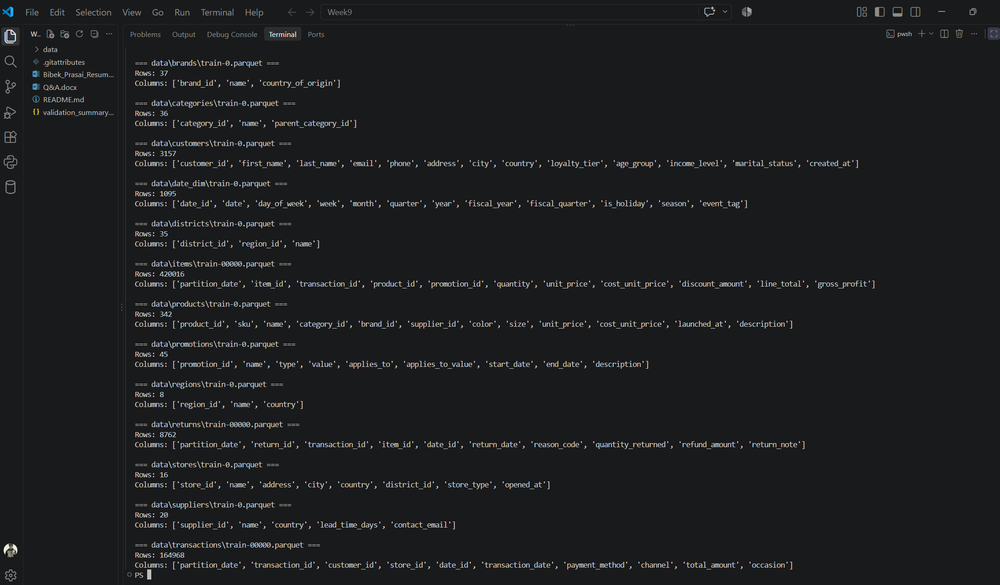 File Edit Selection View Go Run Terminal Help
Week9
W..
data
.gitattributes
Bibek_Prasai_Resum...
Q&A.docx
README.md
validation_summary...
Problems Output Debug Console Terminal Ports
pwsh
=== data\brands\train-0.parquet ===
Rows: 37
Columns: ['brand_id', 'name', 'country_of_origin']
=== data\categories\train-0.parquet ===
Rows: 36
Columns: ['category_id', 'name', 'parent_category_id']
=== data\customers\train-0.parquet ===
Rows: 3157
Columns: ['customer_id', 'first_name', 'last_name', 'email', 'phone', 'address', 'city', 'country', 'loyalty_tier', 'age_group', 'income_level', 'marital_status', 'created_at']
=== data\date_dim\train-0.parquet ===
Rows: 1095
Columns: ['date_id', 'date', 'day_of_week', 'week', 'month', 'quarter', 'year', 'fiscal_year', 'fiscal_quarter', 'is_holiday', 'season', 'event_tag']
=== data\districts\train-0.parquet ===
Rows: 35
Columns: ['district_id', 'region_id', 'name']
=== data\items\train-00000.parquet ===
Rows: 420016
Columns: ['partition_date', 'item_id', 'transaction_id', 'product_id', 'promotion_id', 'quantity', 'unit_price', 'cost_unit_price', 'discount_amount', 'line_total', 'gross_profit']
=== data\products\train-0.parquet ===
Rows: 342
Columns: ['product_id', 'sku', 'name', 'category_id', 'brand_id', 'supplier_id', 'color', 'size', 'unit_price', 'cost_unit_price', 'launched_at', 'description']
=== data\promotions\train-0.parquet ===
Rows: 45
Columns: ['promotion_id', 'name', 'type', 'value', 'applies_to', 'applies_to_value', 'start_date', 'end_date', 'description']
=== data\regions\train-0.parquet ===
Rows: 8
Columns: ['region_id', 'name', 'country']
=== data\returns\train-00000.parquet ===
Rows: 8762
Columns: ['partition_date', 'return_id', 'transaction_id', 'item_id', 'date_id', 'return_date', 'reason_code', 'quantity_returned', 'refund_amount', 'return_note']
=== data\stores\train-0.parquet ===
Rows: 16
Columns: ['store_id', 'name', 'address', 'city', 'country', 'district_id', 'store_type', 'opened_at']
=== data\suppliers\train-0.parquet ===
Rows: 20
Columns: ['supplier_id', 'name', 'country', 'lead_time_days', 'contact_email']
=== data\transactions\train-00000.parquet ===
Rows: 164968
Columns: ['partition_date', 'transaction_id', 'customer_id', 'store_id', 'date_id', 'transaction_date', 'payment_method', 'channel', 'total_amount', 'occasion']
PS